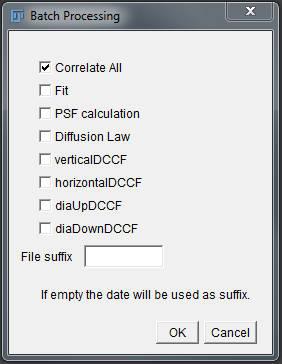 Batch Processing
Correlate All
Fit
PSF calculation
Diffusion Law
verticalDCCF
horizontalDCCF
diaUpDCCF
diaDownDCCF
File suffix
If empty the date will be used as suffix.
OK Cancel